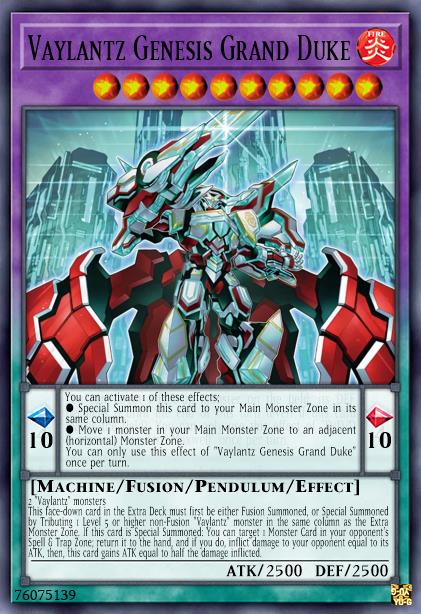 VAYLANTZ GENESIS GRAND DUKE
FIRE
炎
You can activate 1 of these effects;
● Special Summon this card to your Main Monster Zone in its
same column.
● Move 1 monster in your Main Monster Zone to an adjacent
(horizontal) Monster Zone.
You can only use this effect of "Vaylantz Genesis Grand Duke"
once per turn.
10
10
[MACHINE/FUSION/PENDULUM/EFFECT]
2 "Vaylantz" monsters
This face-down card in the Extra Deck must first be either Fusion Summoned, or Special Summoned
by Tributing 1 Level 5 or higher non-Fusion "Vaylantz" monster in the same column as the Extra
Monster Zone. If this card is Special Summoned: You can target 1 Monster Card in your opponent's
Spell & Trap Zone; return it to the hand, and if you do, inflict damage to your opponent equal to its
ATK, then, this card gains ATK equal to half the damage inflicted.
ATK/2500 DEF/2500
76075139